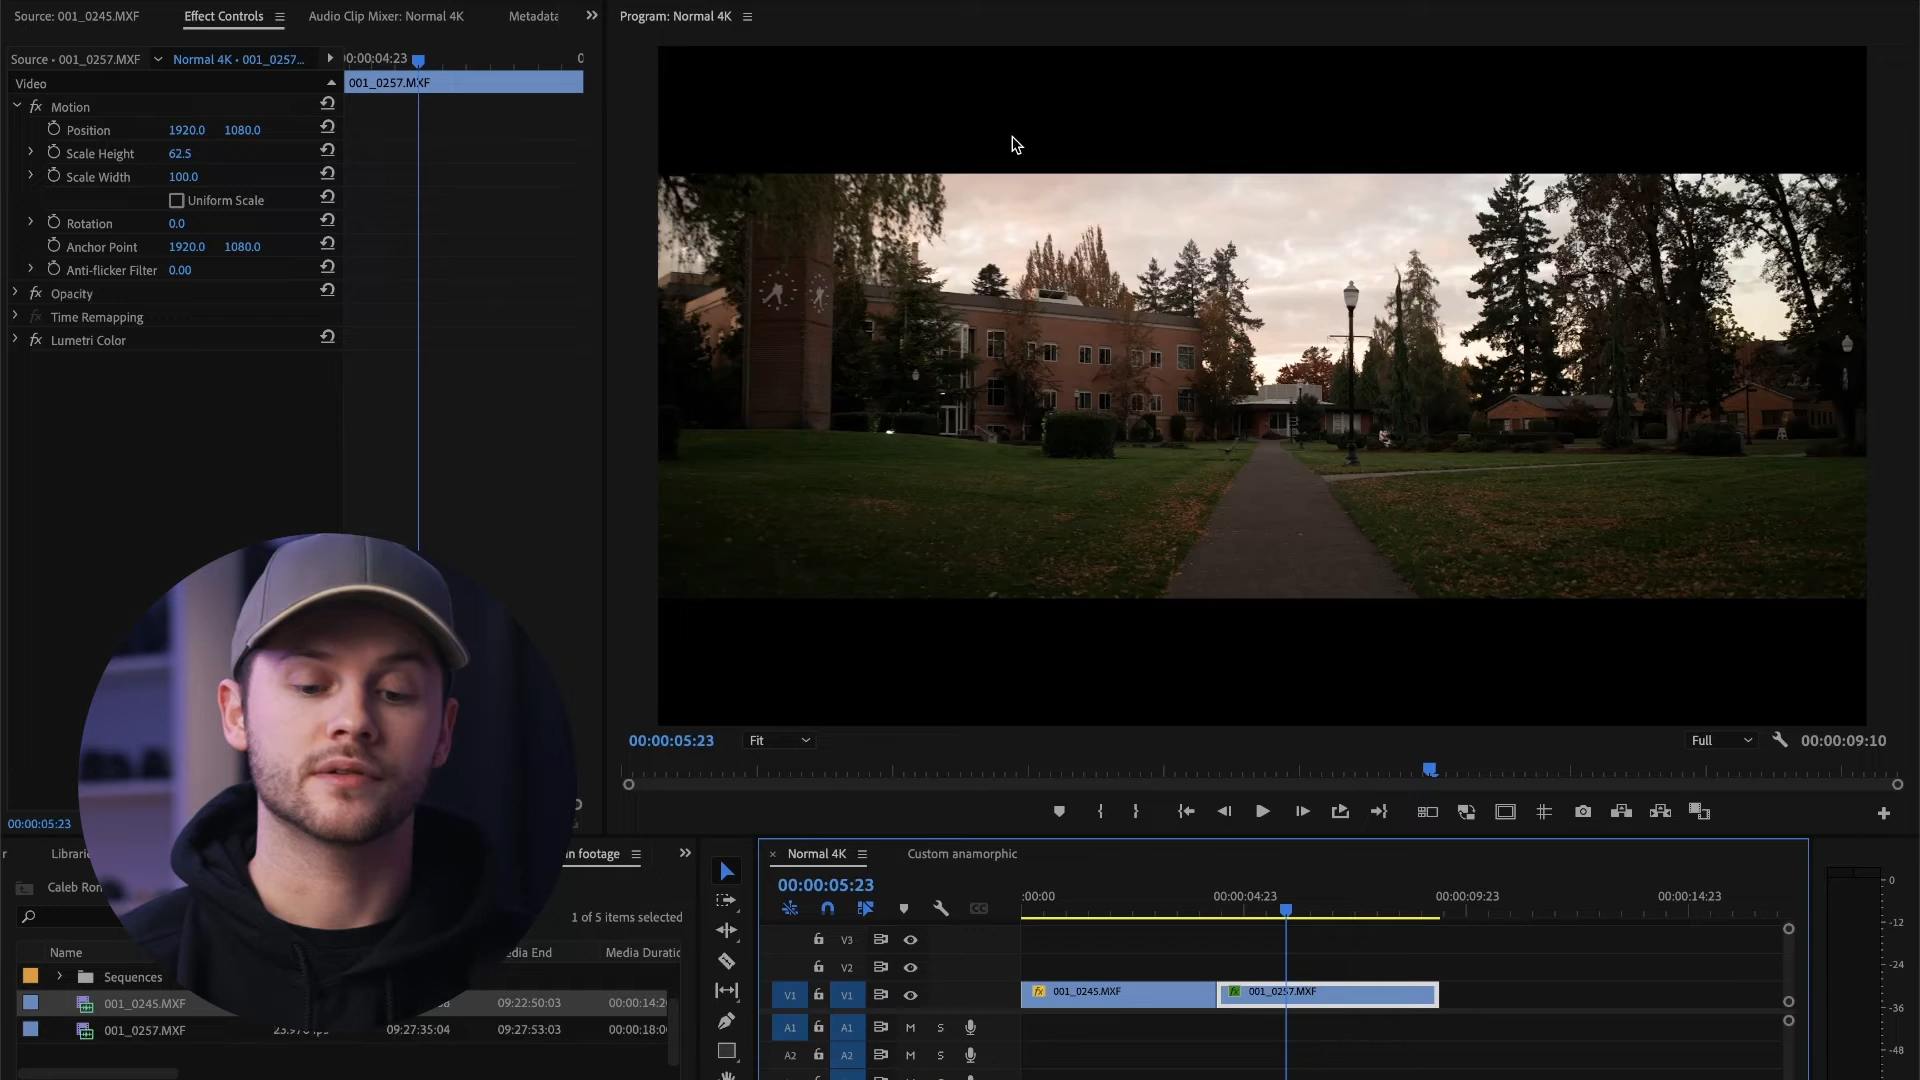 Source: 001_0245.MXF
Effect Controls
Audio Clip Mixer: Normal 4K
Metadata
Program: Normal 4K
Source • 001_0257.MXF
Normal 4K • 001_0257...
0:00:04:23
0
Video
001_0257.MXF
fx Motion
Position 1920.0 1080.0
Scale Height 62.5
Scale Width 100.0
Uniform Scale
Rotation 0.0
Anchor Point 1920.0 1080.0
Anti-flicker Filter 0.00
fx Opacity
fx Time Remapping
fx Lumetri Color
00:00:05:23
Fit
Full
00:00:09:10
00:00:05:23
Librari
in footage
Normal 4K
Custom anamorphic
Caleb Ron
00:00:05:23
:00:00
00:00:04:23
00:00:09:23
00:00:14:23
1 of 5 items selected
Name
edia End
Media Duratic
Sequences
001_0245.MXF
09:22:50:03
00:00:14:2
001_0257.MXF
09:27:35:04
09:27:53:03
00:00:18:0
V3
V2
V1 V1
fx 001_0245.MXF
fx 001_0257.MXF
A1 A1 M S
A2 A2 M S
0
-12
-24
-36
-48